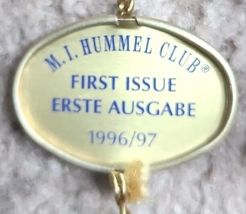 M. I. HUMMEL CLUB®
FIRST ISSUE
ERSTE AUSGABE
1996/97